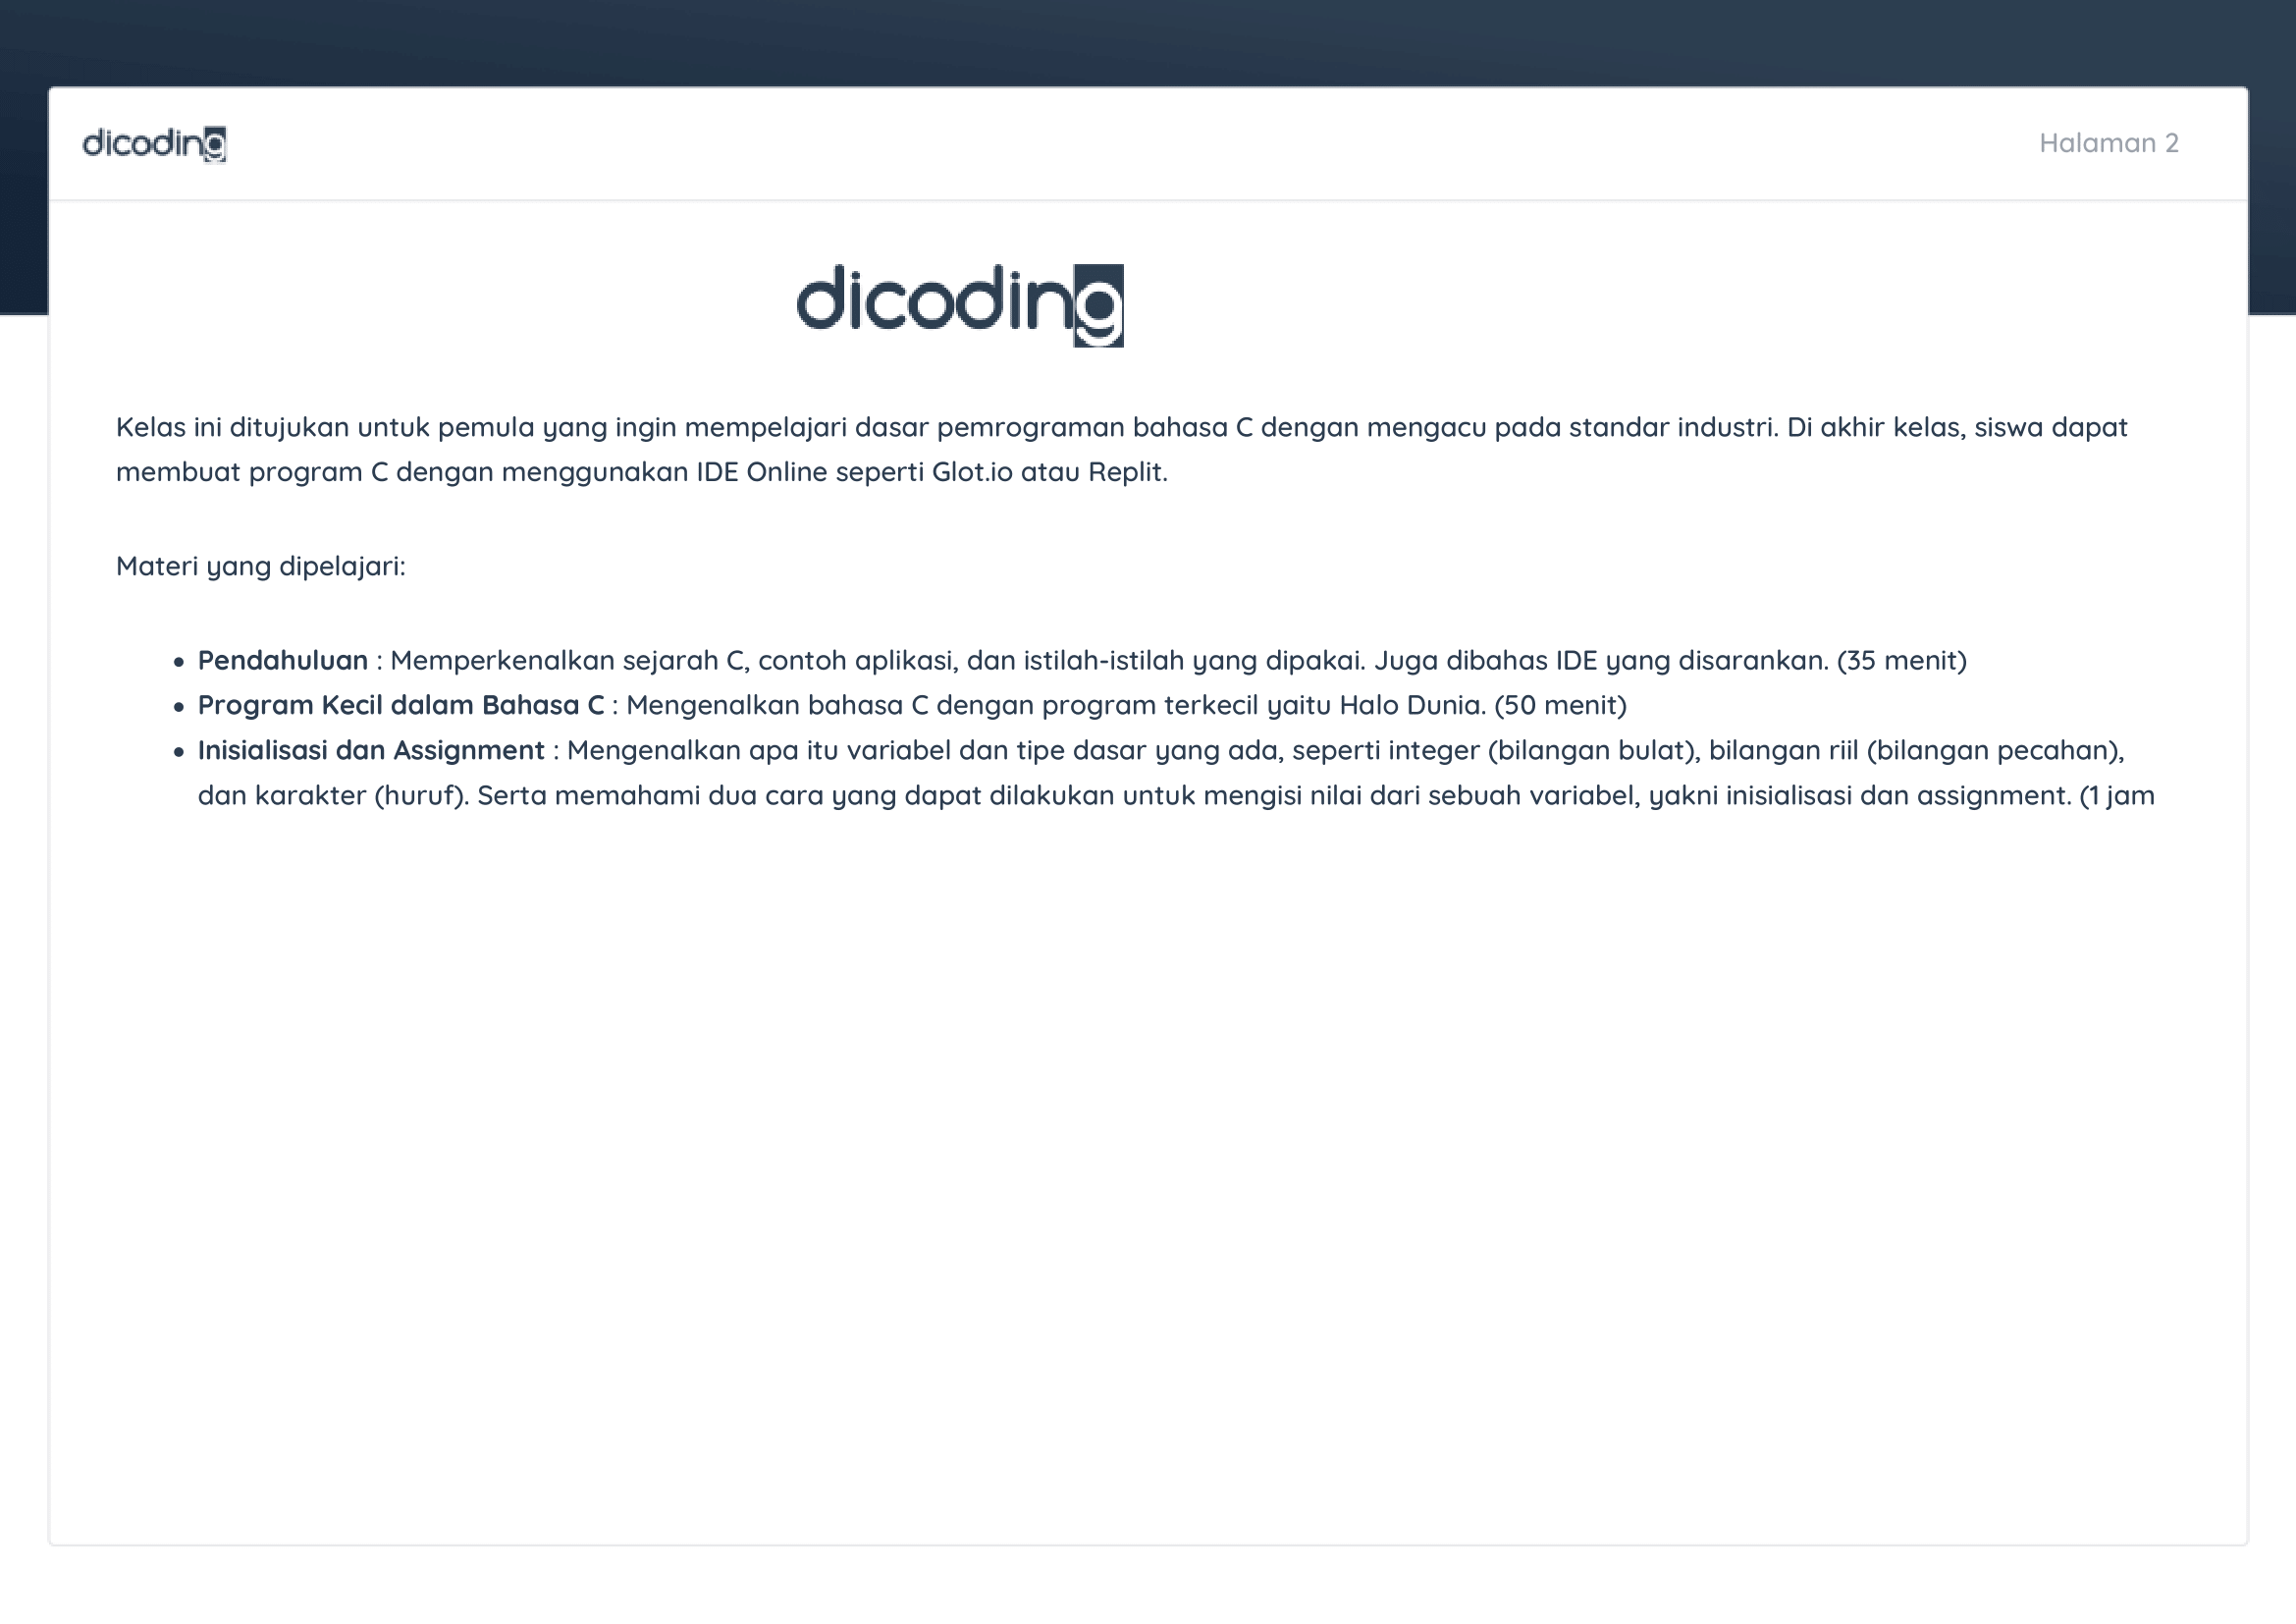 dicoding
Halaman 2
dicoding
Kelas ini ditujukan untuk pemula yang ingin mempelajari dasar pemrograman bahasa C dengan mengacu pada standar industri. Di akhir kelas, siswa dapat
membuat program C dengan menggunakan IDE Online seperti Glot.io atau Replit.
Materi yang dipelajari:
• Pendahuluan : Memperkenalkan sejarah C, contoh aplikasi, dan istilah-istilah yang dipakai. Juga dibahas IDE yang disarankan. (35 menit)
• Program Kecil dalam Bahasa C : Mengenalkan bahasa C dengan program terkecil yaitu Halo Dunia. (50 menit)
• Inisialisasi dan Assignment : Mengenalkan apa itu variabel dan tipe dasar yang ada, seperti integer (bilangan bulat), bilangan riil (bilangan pecahan),
dan karakter (huruf). Serta memahami dua cara yang dapat dilakukan untuk mengisi nilai dari sebuah variabel, yakni inisialisasi dan assignment. (1 jam